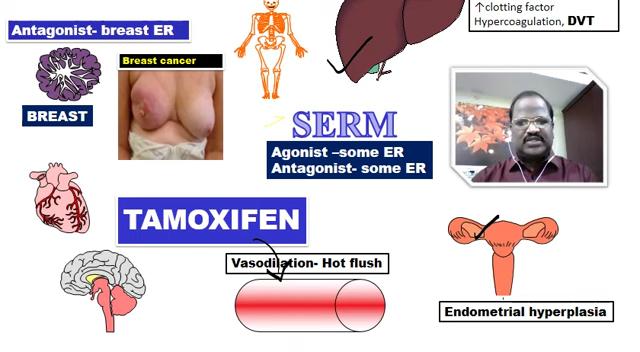 ↑clotting factor
Hypercoagulation, DVT
Antagonist- breast ER
Breast cancer
BREAST
SERM
Agonist –some ER
Antagonist- some ER
TAMOXIFEN
Vasodilation- Hot flush
Endometrial hyperplasia